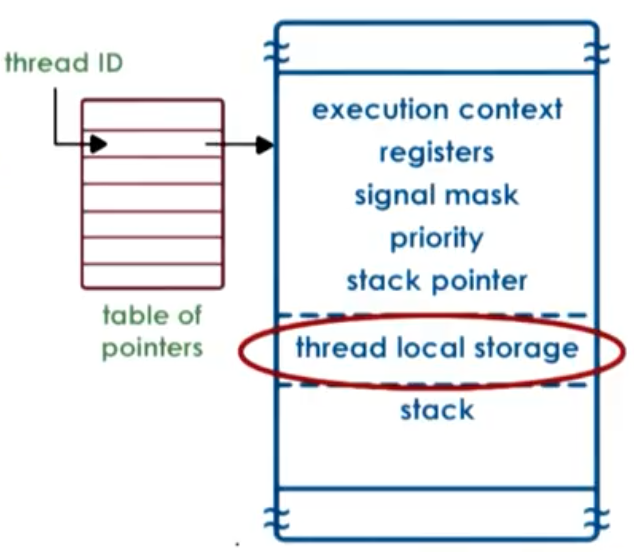 thread ID
table of
pointers
execution context
registers
signal mask
priority
stack pointer
thread local storage
stack